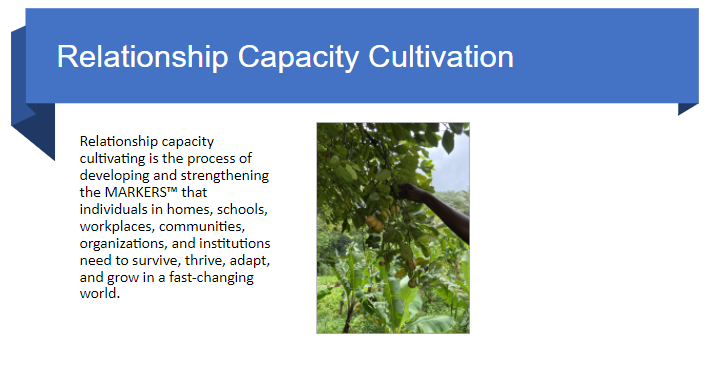 Relationship Capacity Cultivation
Relationship capacity
cultivating is the process of
developing and strengthening
the MARKERS™ that
individuals in homes, schools,
workplaces, communities,
organizations, and institutions
need to survive, thrive, adapt,
and grow in a fast-changing
world.